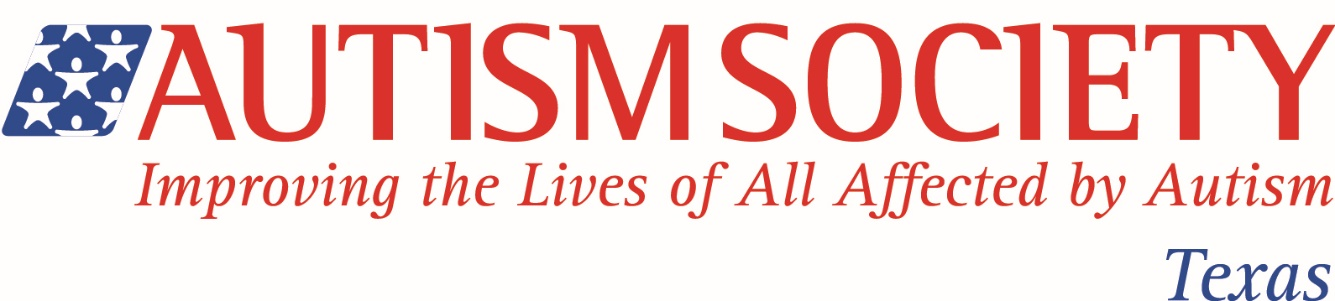 AUTISM SOCIETY
Improving the Lives of All Affected by Autism
Texas